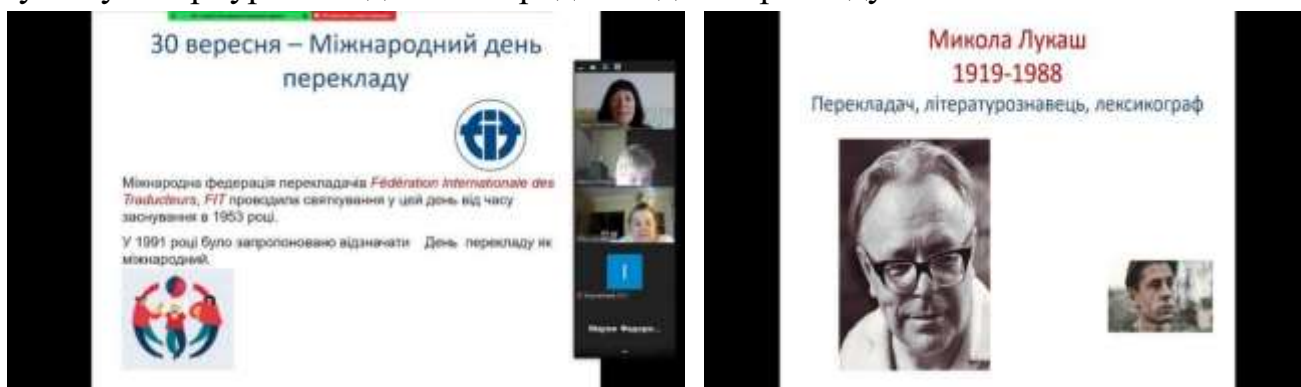 30 вересня – Міжнародний день
перекладу
fit
Міжнародна федерація перекладачів Fédération Internationale des
Traducteurs, FIT проводила святкування у цей день від часу
заснування в 1953 році.
У 1991 році було запропоновано відзначати День перекладу як
міжнародний.
І
Микола Лукаш
1919-1988
Перекладач, літературознавець, лексикограф